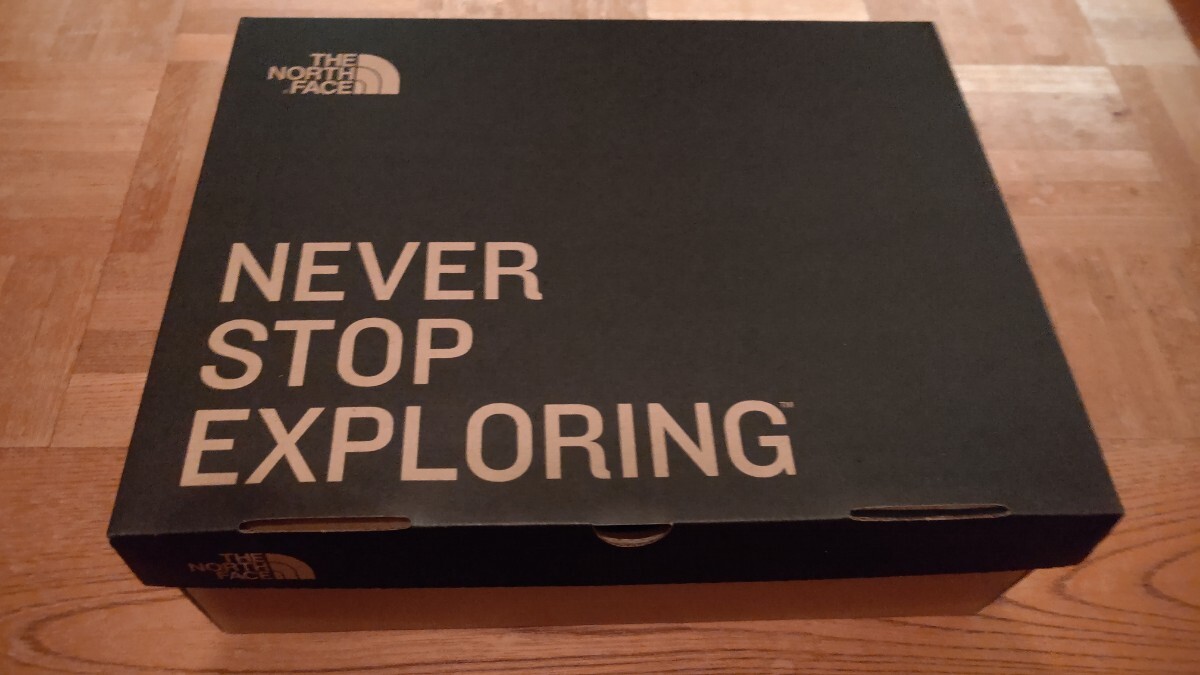 THE
NORTH
FACE
NEVER
STOP
EXPLORING™
THE
NORTH
FACE